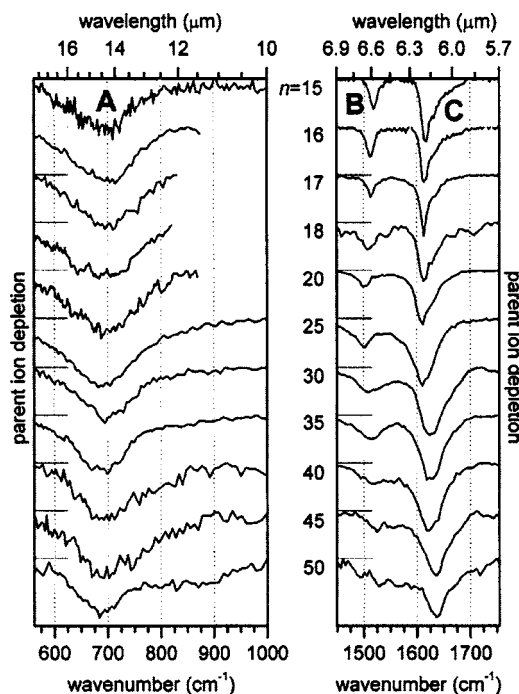 wavelength (μm)
wavelength (μm)
16 14 12 10
6.9 6.6 6.3 6.0 5.7
A
n=15
B
C
16
17
18
20
25
30
35
40
45
50
parent ion depletion
parent ion depletion
600 700 800 900 1000
1500 1600 1700
wavenumber (cm⁻¹)
wavenumber (cm⁻¹)